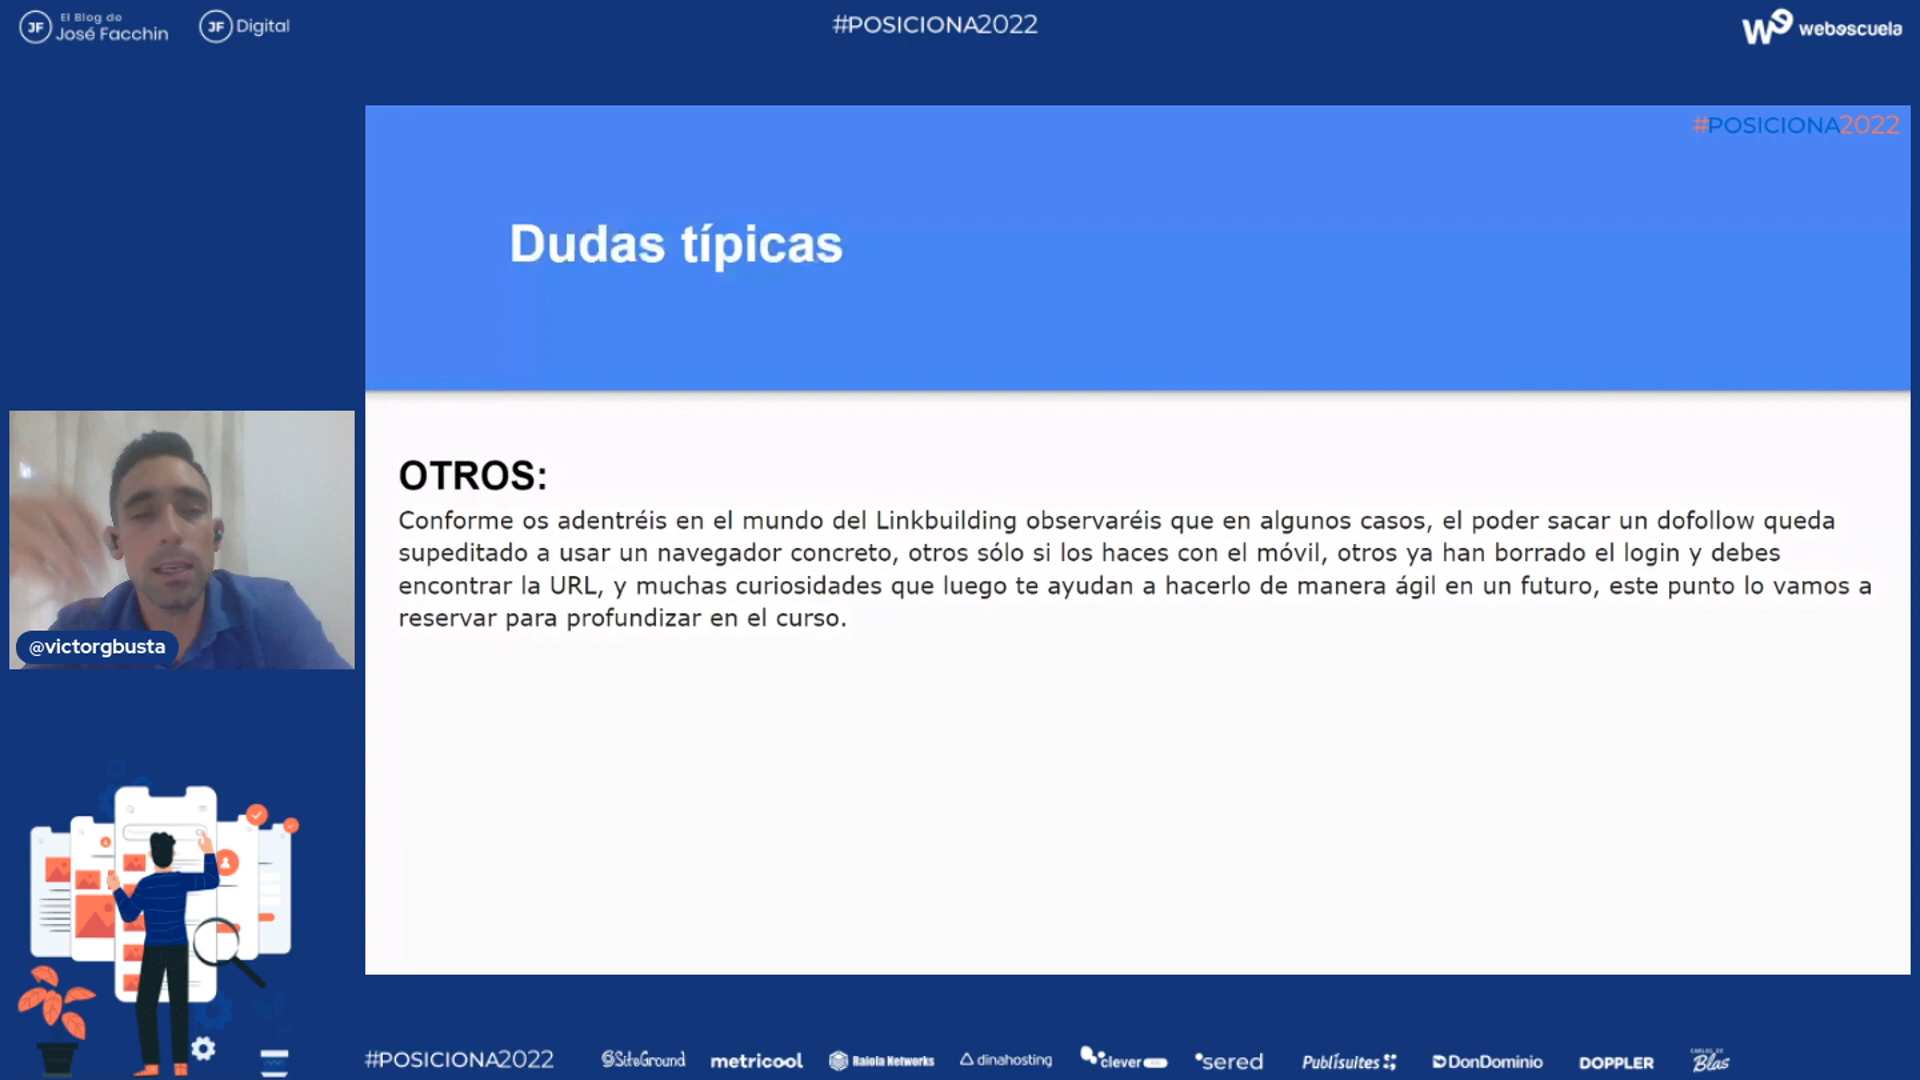 El Blog de
José Facchin
JF
JF
Digital
#POSICIONA2022
webescuela
#POSICIONA2022
Dudas típicas
OTROS:
Conforme os adentréis en el mundo del Linkbuilding observaréis que en algunos casos, el poder sacar un dofollow queda
supeditado a usar un navegador concreto, otros sólo si los haces con el móvil, otros ya han borrado el login y debes
encontrar la URL, y muchas curiosidades que luego te ayudan a hacerlo de manera ágil en un futuro, este punto lo vamos a
reservar para profundizar en el curso.
@victorgbusta
#POSICIONA2022
SiteGround
metricool
Raiola Networks
dinahosting
clever
sered
Publisuites
DonDominio
DOPPLER
Blas